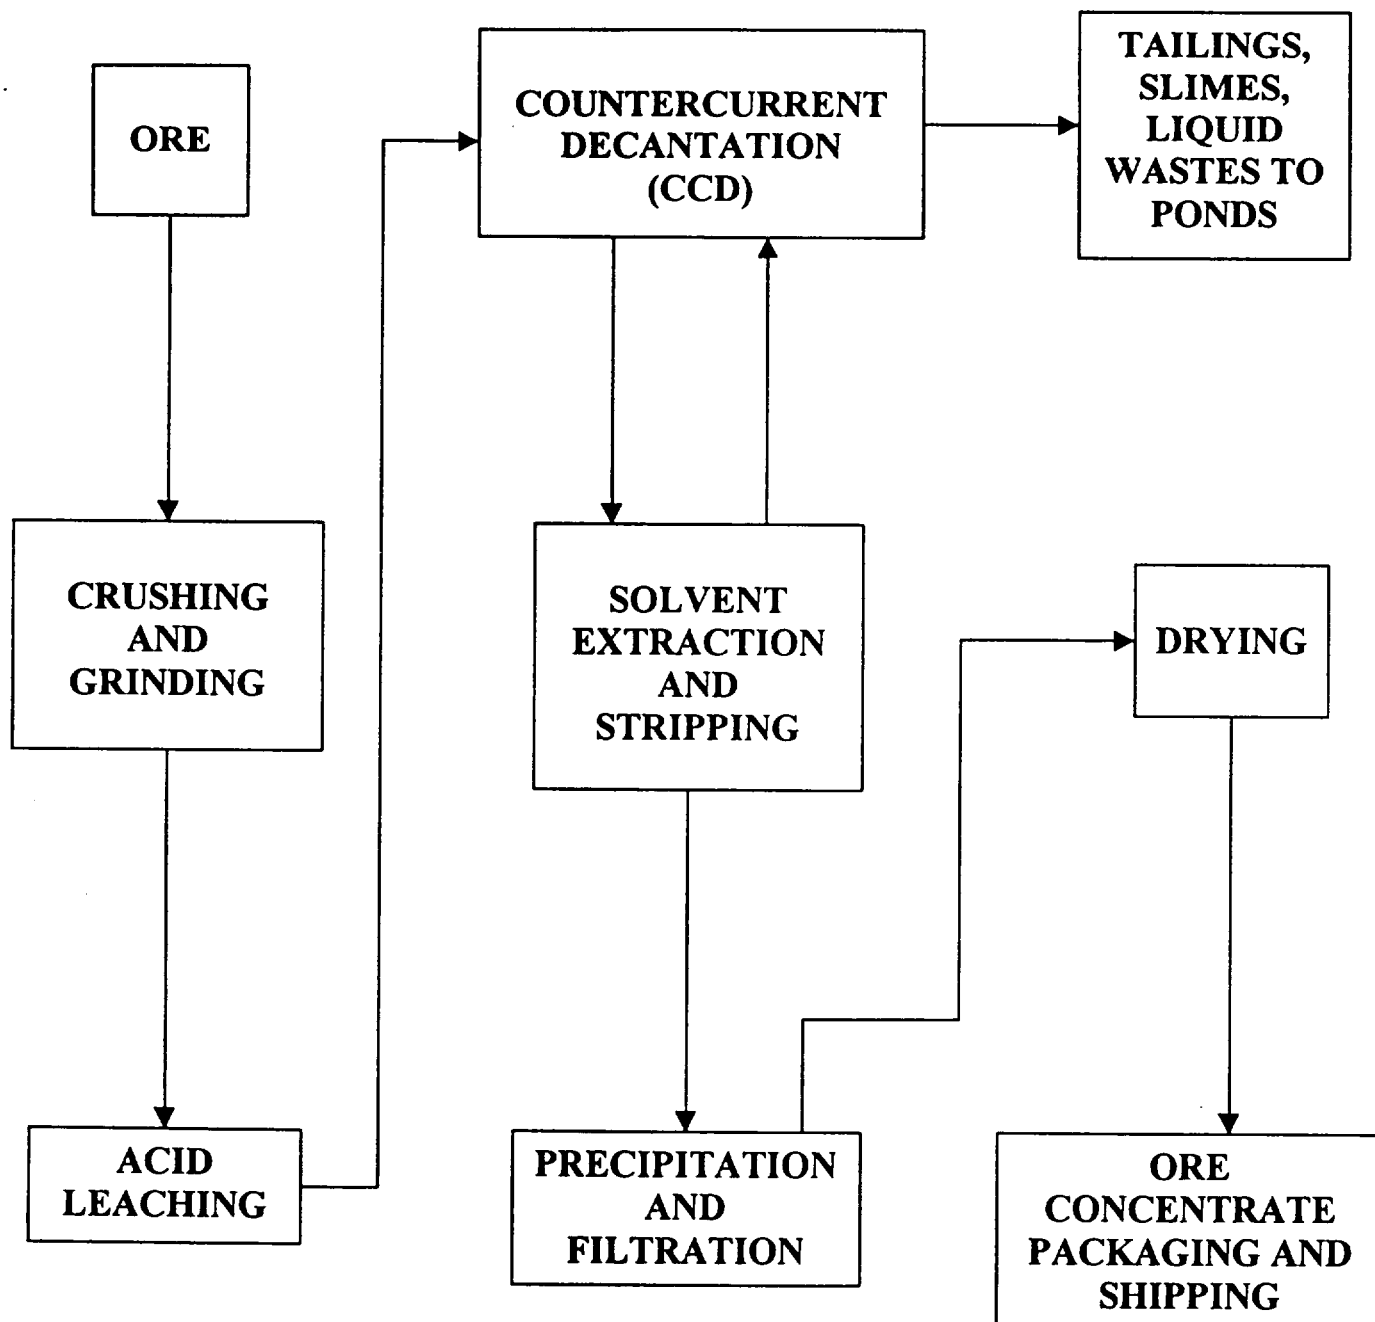 ORE
CRUSHING
AND
GRINDING
ACID
LEACHING
COUNTERCURRENT
DECANTATION
(CCD)
TAILINGS,
SLIMES,
LIQUID
WASTES TO
PONDS
SOLVENT
EXTRACTION
AND
STRIPPING
PRECIPITATION
AND
FILTRATION
DRYING
ORE
CONCENTRATE
PACKAGING AND
SHIPPING